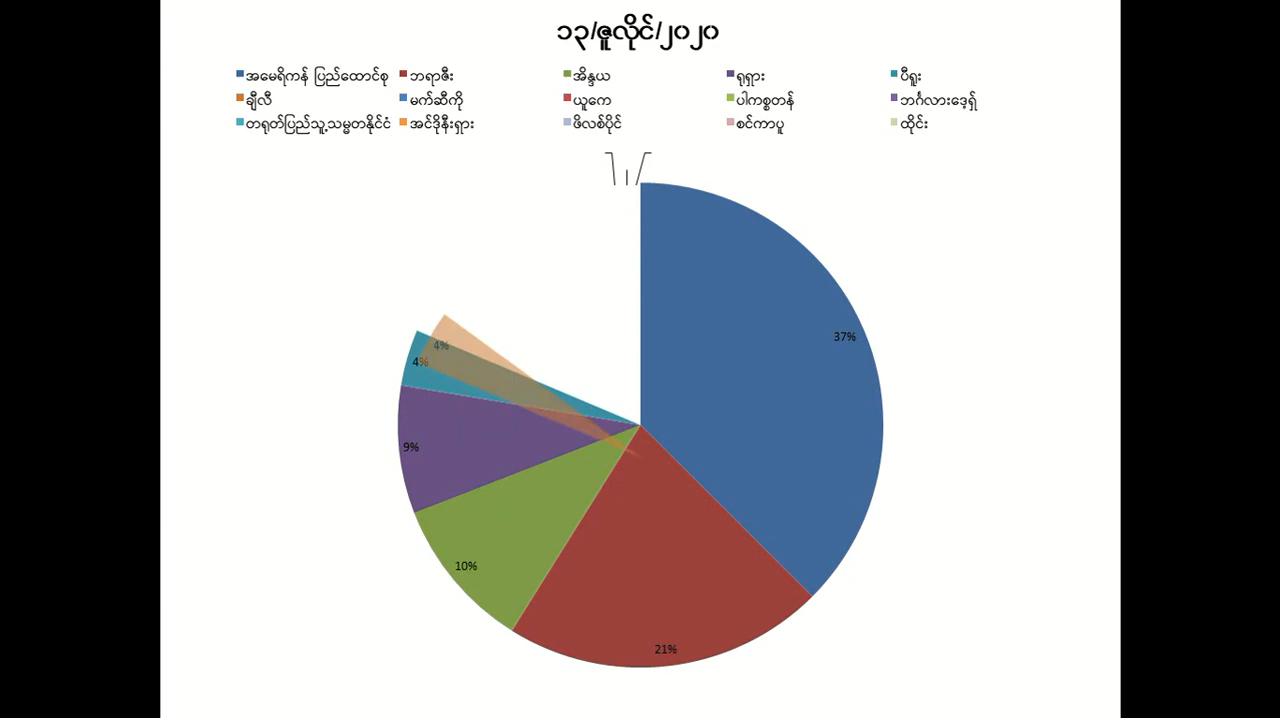 ၁၃/ဇူလိုင်/၂၀၂၀
အမေရိကန် ပြည်ထောင်စု ဘရာဇီး အိန္ဒယ ရုရှား ပီရူး
ချီလီ မက်ဆီကို ယူကေ ပါကစ္စတန် ဘင်္ဂလားဒေ့ရှ်
တရုတ်ပြည်သူ့သမ္မတနိုင်ငံ အင်ဒိုနီးရှား ဖိလစ်ပိုင် စင်ကာပူ ထိုင်း
37%
4%
4%
9%
10%
21%